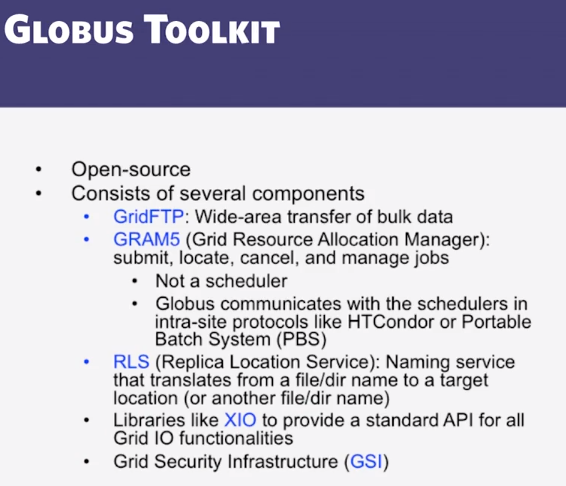 GLOBUS TOOLKIT
• Open-source
• Consists of several components
• GridFTP: Wide-area transfer of bulk data
• GRAM5 (Grid Resource Allocation Manager):
submit, locate, cancel, and manage jobs
• Not a scheduler
• Globus communicates with the schedulers in
intra-site protocols like HTCondor or Portable
Batch System (PBS)
• RLS (Replica Location Service): Naming service
that translates from a file/dir name to a target
location (or another file/dir name)
• Libraries like XIO to provide a standard API for all
Grid IO functionalities
• Grid Security Infrastructure (GSI)